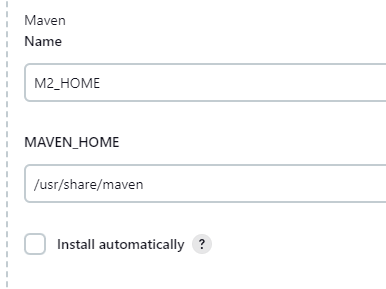 Maven
Name
M2_HOME
MAVEN_HOME
/usr/share/maven
Install automatically ?